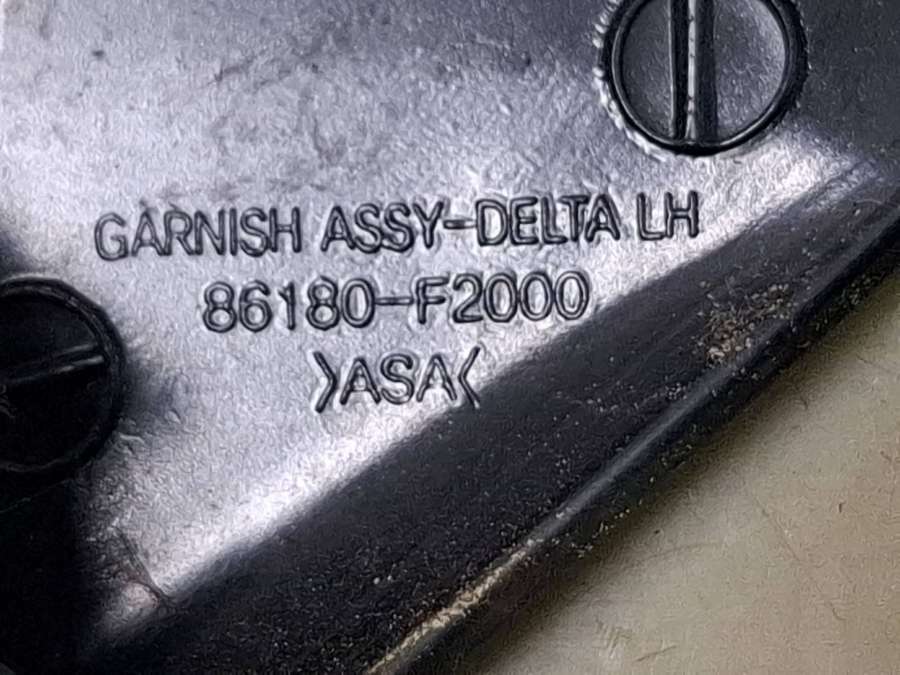 GARNISH ASSY-DELTA LH
86180-F2000
>ASA<